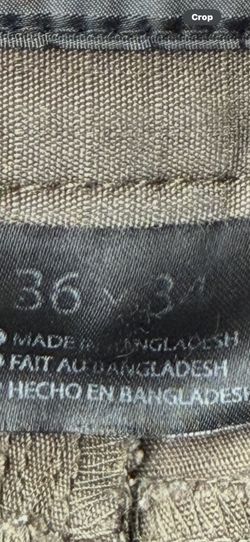 Crop
36 x 34
MADE IN BANGLADESH
FAIT AU BANGLADESH
HECHO EN BANGLADESH